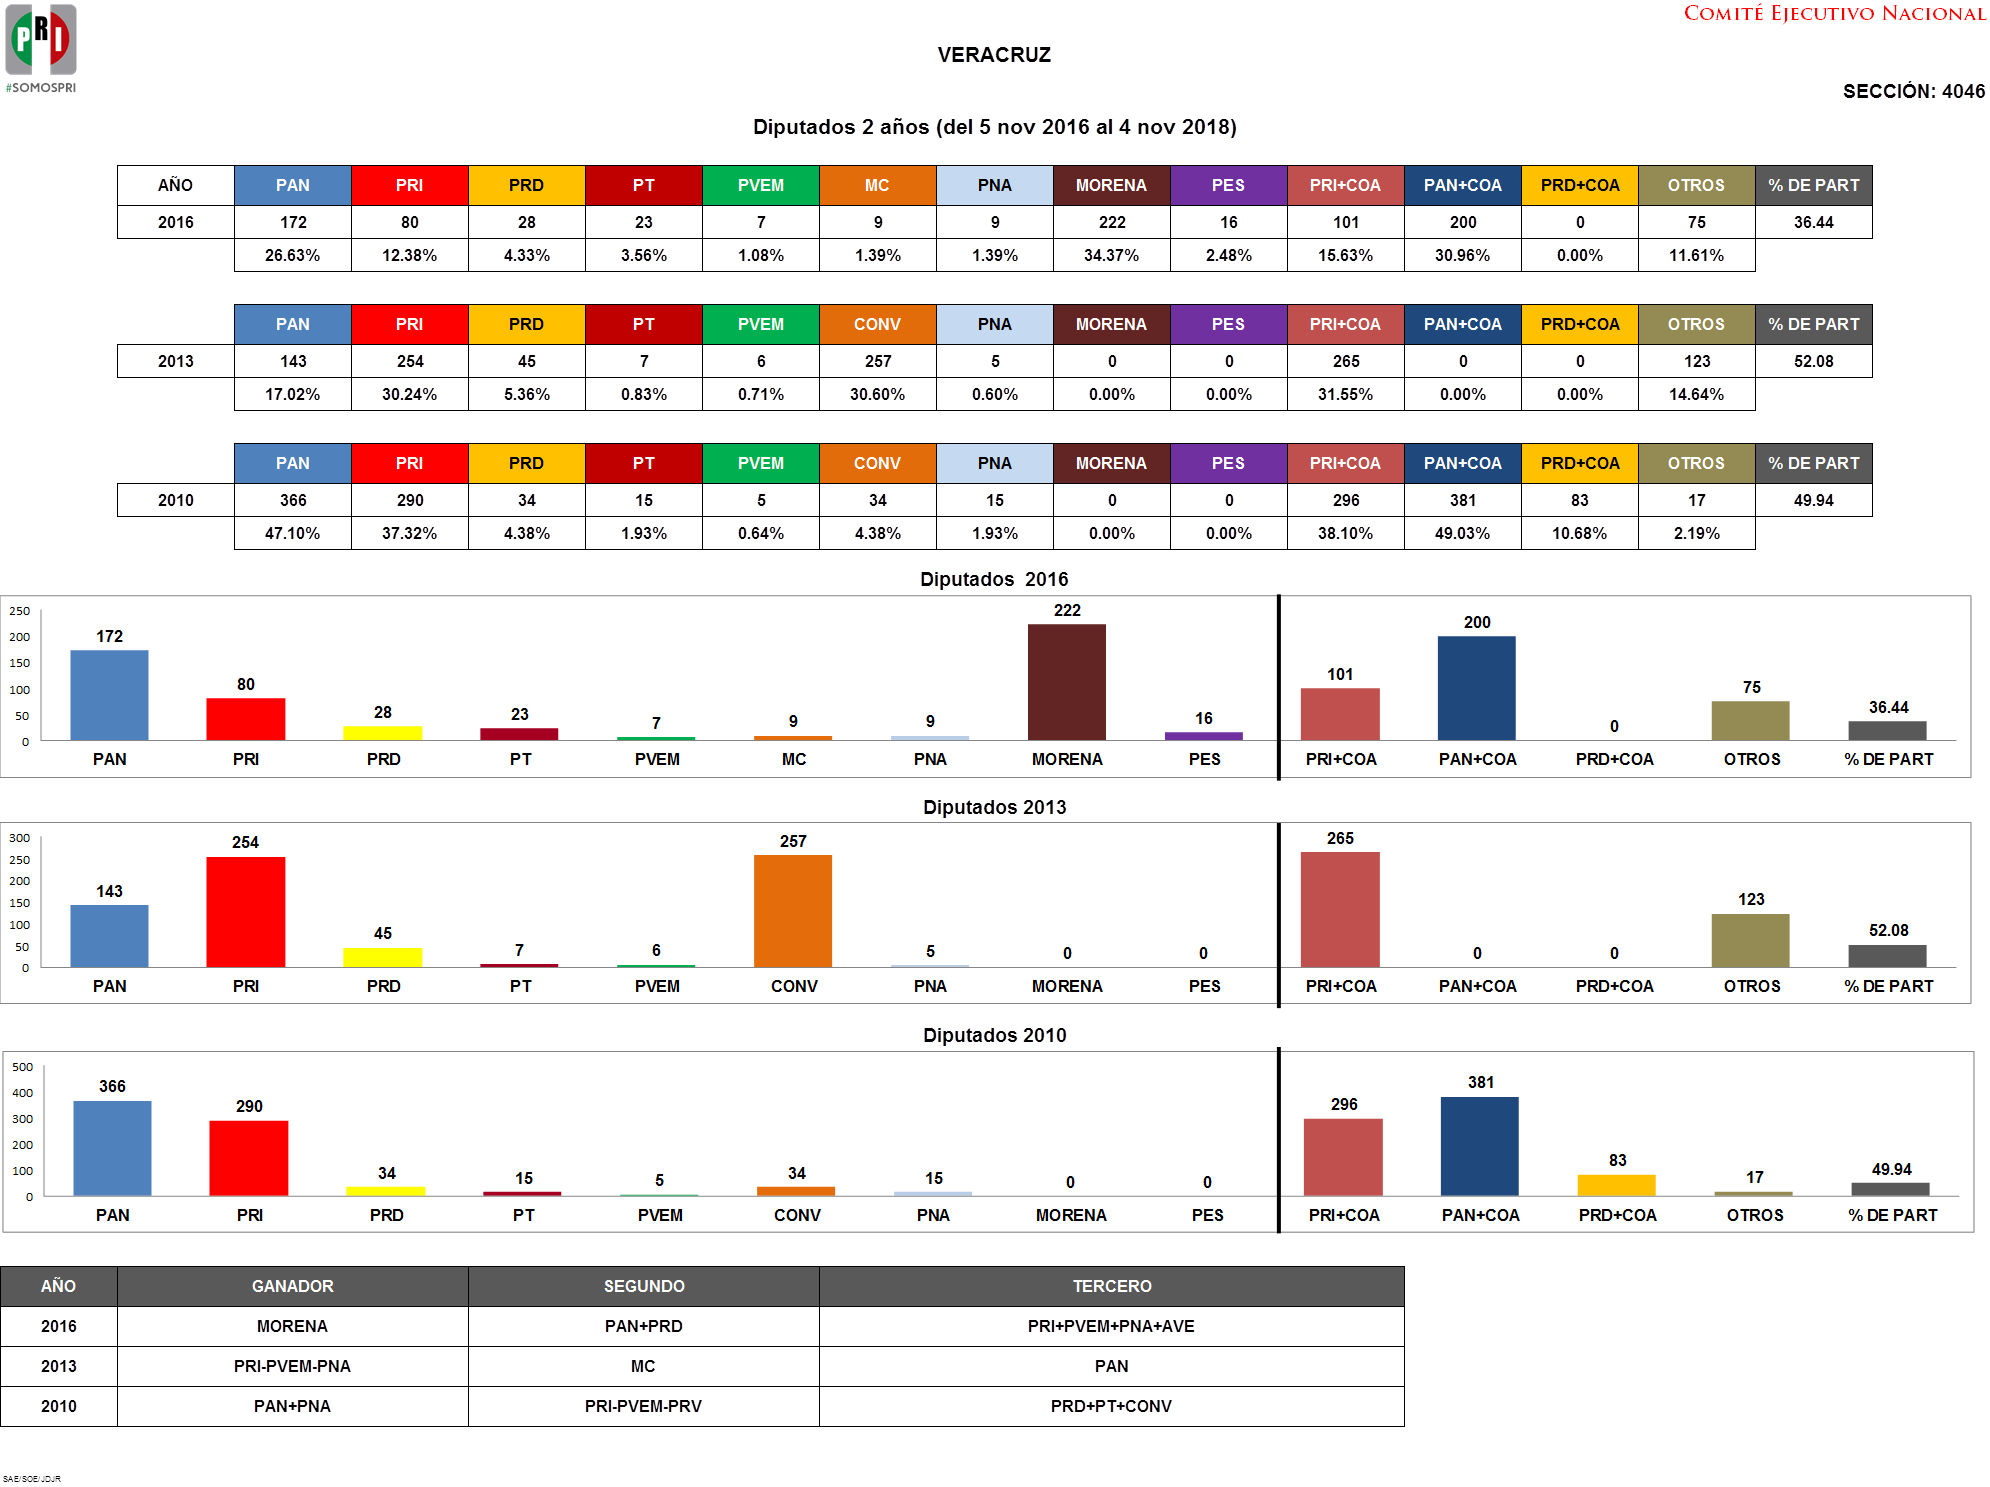 PRI
#SOMOSPRI
COMITÉ EJECUTIVO NACIONAL
VERACRUZ
SECCIÓN: 4046
Diputados 2 años (del 5 nov 2016 al 4 nov 2018)
AÑO PAN PRI PRD PT PVEM MC PNA MORENA PES PRI+COA PAN+COA PRD+COA OTROS % DE PART
2016 172 80 28 23 7 9 9 222 16 101 200 0 75 36.44
26.63% 12.38% 4.33% 3.56% 1.08% 1.39% 1.39% 34.37% 2.48% 15.63% 30.96% 0.00% 11.61%
PAN PRI PRD PT PVEM CONV PNA MORENA PES PRI+COA PAN+COA PRD+COA OTROS % DE PART
2013 143 254 45 7 6 257 5 0 0 265 0 0 123 52.08
17.02% 30.24% 5.36% 0.83% 0.71% 30.60% 0.60% 0.00% 0.00% 31.55% 0.00% 0.00% 14.64%
PAN PRI PRD PT PVEM CONV PNA MORENA PES PRI+COA PAN+COA PRD+COA OTROS % DE PART
2010 366 290 34 15 5 34 15 0 0 296 381 83 17 49.94
47.10% 37.32% 4.38% 1.93% 0.64% 4.38% 1.93% 0.00% 0.00% 38.10% 49.03% 10.68% 2.19%
Diputados 2016
250
200
150
100
50
0
172 80 28 23 7 9 9 222 16 101 200 0 75 36.44
PAN PRI PRD PT PVEM MC PNA MORENA PES PRI+COA PAN+COA PRD+COA OTROS % DE PART
Diputados 2013
300
250
200
150
100
50
0
143 254 45 7 6 257 5 0 0 265 0 0 123 52.08
PAN PRI PRD PT PVEM CONV PNA MORENA PES PRI+COA PAN+COA PRD+COA OTROS % DE PART
Diputados 2010
500
400
300
200
100
0
366 290 34 15 5 34 15 0 0 296 381 83 17 49.94
PAN PRI PRD PT PVEM CONV PNA MORENA PES PRI+COA PAN+COA PRD+COA OTROS % DE PART
AÑO GANADOR SEGUNDO TERCERO
2016 MORENA PAN+PRD PRI+PVEM+PNA+AVE
2013 PRI-PVEM-PNA MC PAN
2010 PAN+PNA PRI-PVEM-PRV PRD+PT+CONV
SAE/SOE/JDJR